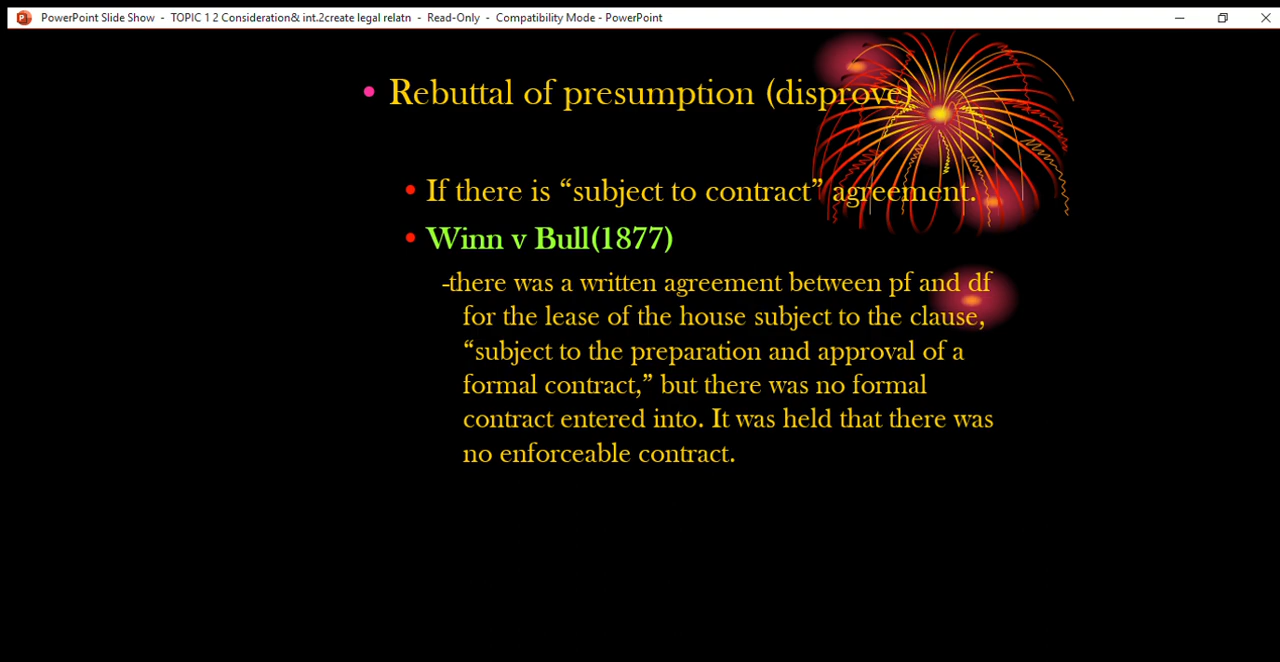 PowerPoint Slide Show - TOPIC 1 2 Consideration& int.2create legal relatn - Read-Only - Compatibility Mode - PowerPoint
• Rebuttal of presumption (disprove)
• If there is “subject to contract” agreement.
• Winn v Bull(1877)
-there was a written agreement between pf and df
for the lease of the house subject to the clause,
“subject to the preparation and approval of a
formal contract,” but there was no formal
contract entered into. It was held that there was
no enforceable contract.